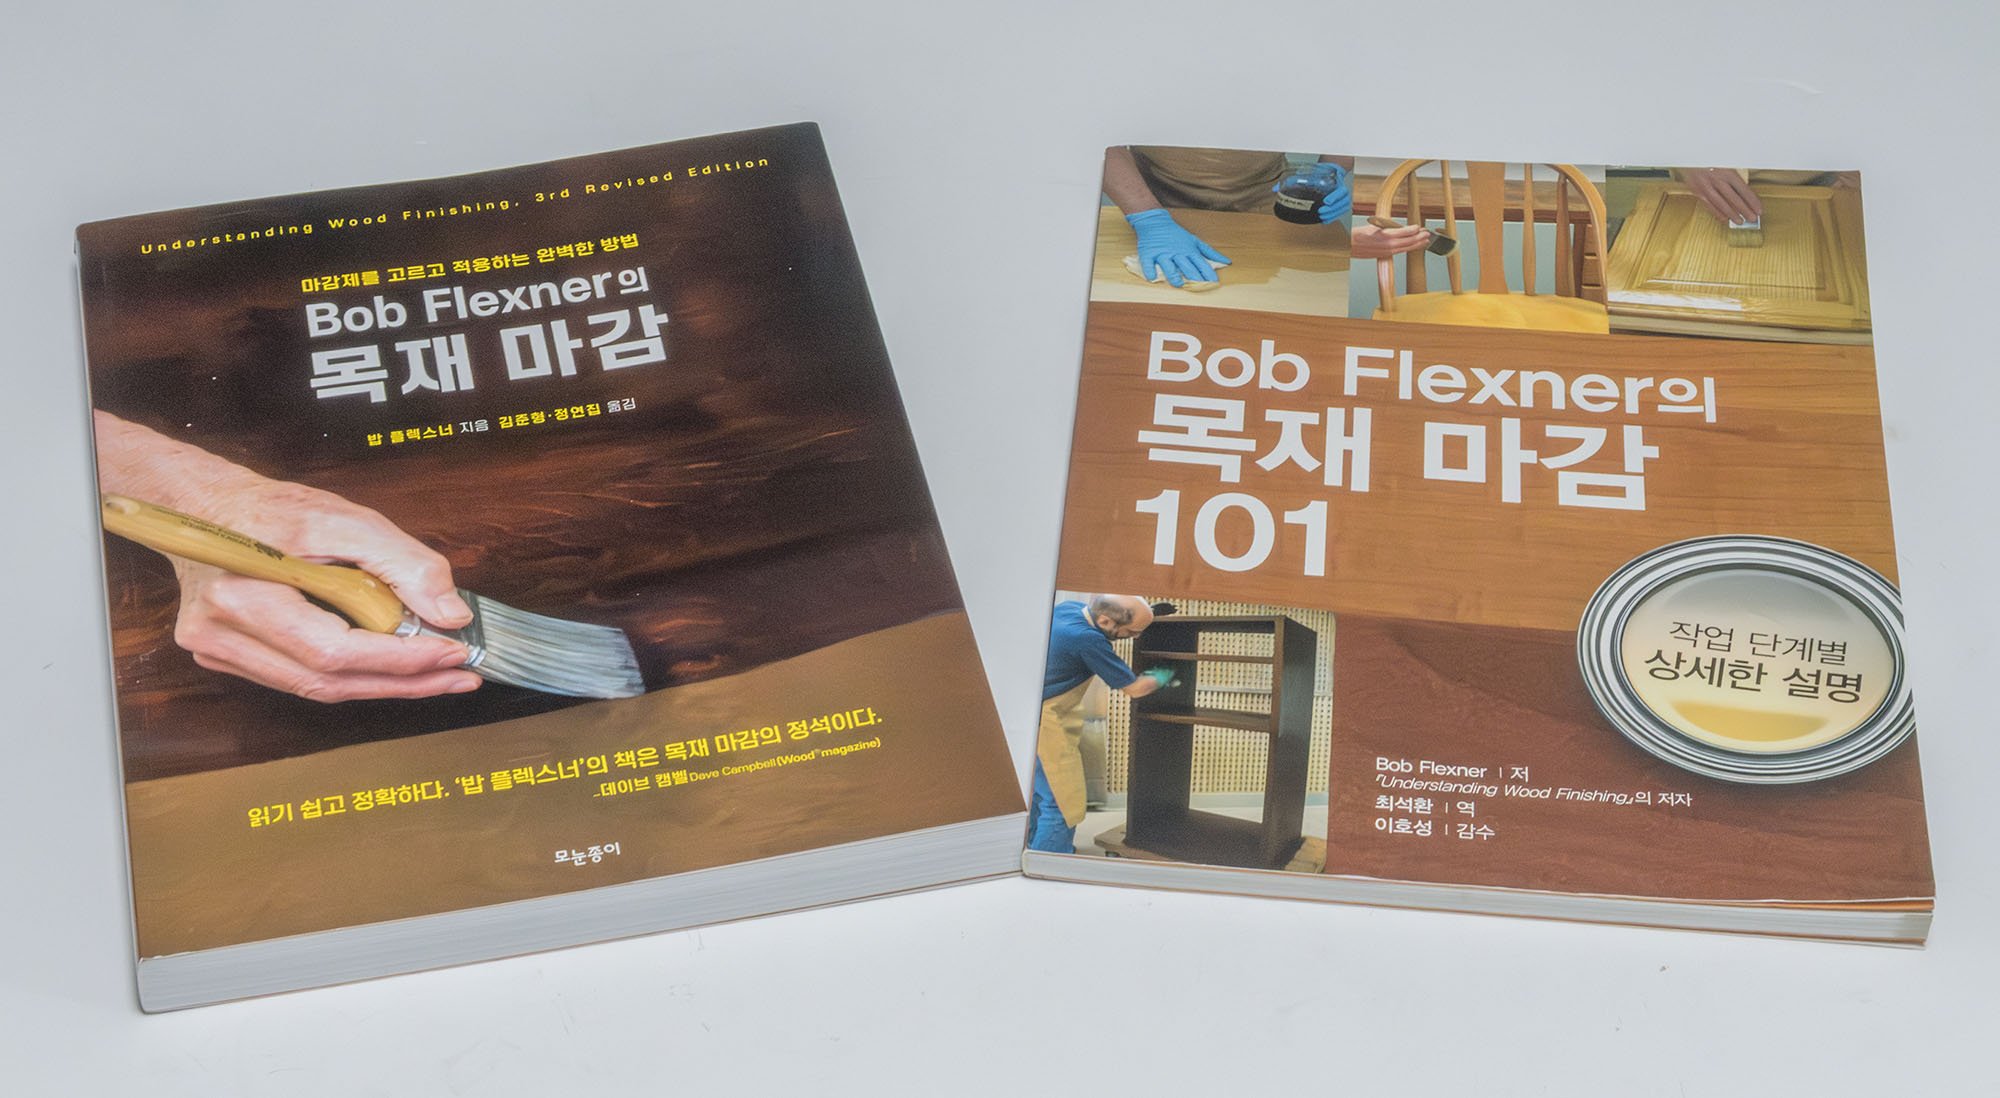 Understanding Wood Finishing, 3rd Revised Edition
마감제를 고르고 적용하는 완벽한 방법
Bob Flexner의
목재 마감
밥 플렉스너 지음 김준형·정연집 옮김
읽기 쉽고 정확하다. ‘밥 플렉스너’의 책은 목재 마감의 정석이다.
-데이브 캠벨 Dave Campbell(Wood® magazine)
모눈종이
Bob Flexner의
목재 마감
101
작업 단계별
상세한 설명
Bob Flexner | 저
『Understanding Wood Finishing』의 저자
최석환 | 역
이호성 | 감수